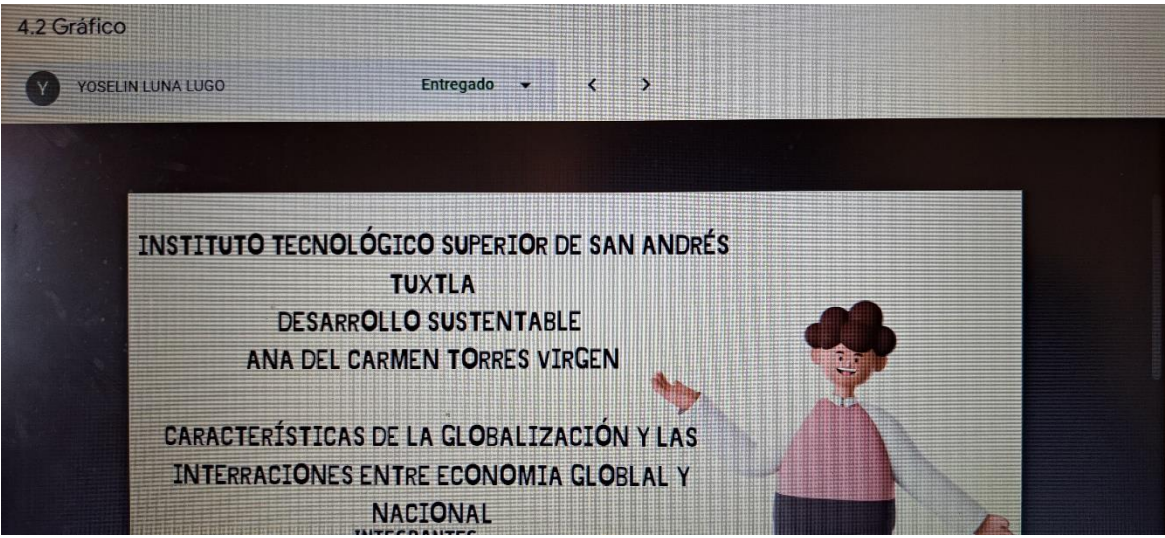 4.2 Gráfico
Y YOSELIN LUNA LUGO Entregado
INSTITUTO TECNOLÓGICO SUPERIOR DE SAN ANDRÉS
TUXTLA
DESARROLLO SUSTENTABLE
ANA DEL CARMEN TORRES VIRGEN
CARACTERÍSTICAS DE LA GLOBALIZACIÓN Y LAS
INTERRACIONES ENTRE ECONOMIA GLOBLAL Y
NACIONAL
INTEGRANTES